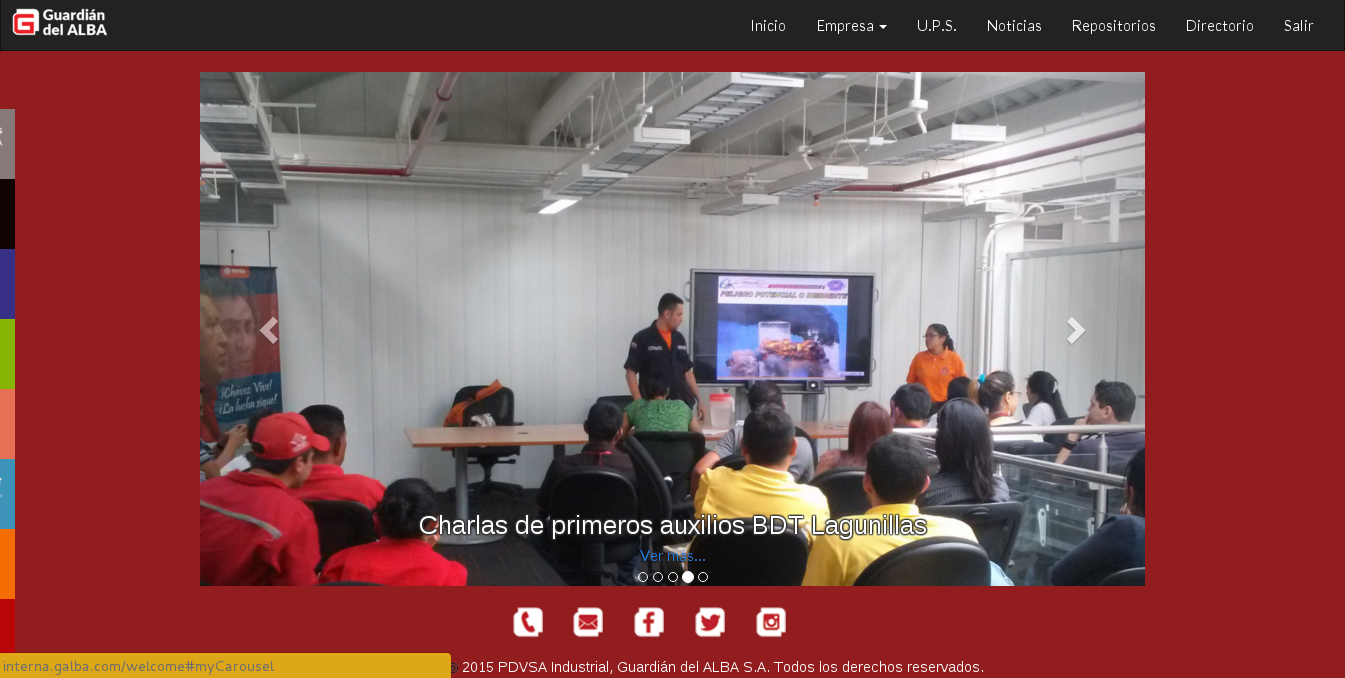 Guardián
del ALBA
Inicio
Empresa
U.P.S.
Noticias
Repositorios
Directorio
Salir
PELIGRO POTENCIAL O INMINENTE
¡Chávez Vive!
¡La lucha sigue!
Charlas de primeros auxilios BDT Lagunillas
Ver más...
interna.galba.com/welcome#myCarousel
© 2015 PDVSA Industrial, Guardián del ALBA S.A. Todos los derechos reservados.